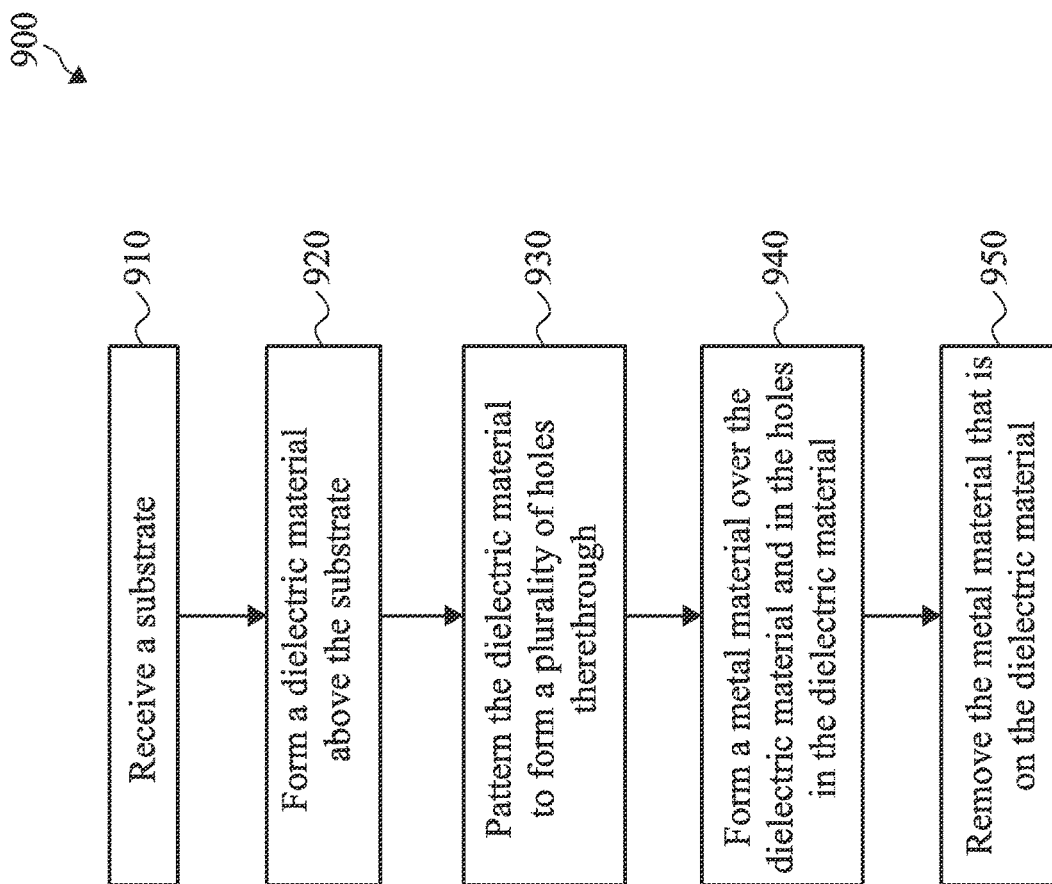 900
Receive a substrate
910
Form a dielectric material
above the substrate
920
Pattern the dielectric material
to form a plurality of holes
therethrough
930
Form a metal material over the
dielectric material and in the holes
in the dielectric material
940
Remove the metal material that is
on the dielectric material
950